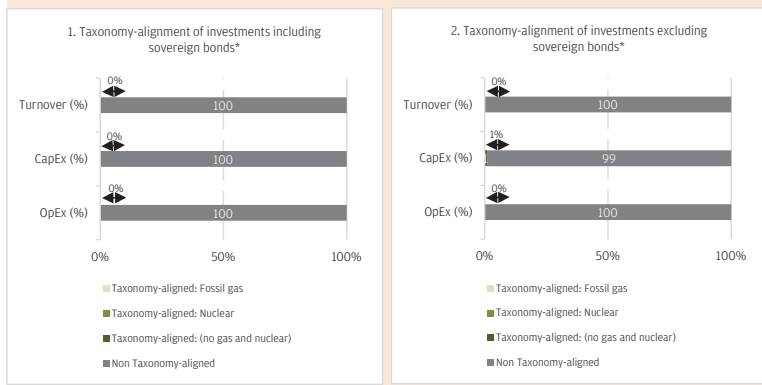 1. Taxonomy-alignment of investments including
sovereign bonds*
0%
Turnover (%)
100
0%
CapEx (%)
100
0%
OpEx (%)
100
0%
50%
100%
Taxonomy-aligned: Fossil gas
Taxonomy-aligned: Nuclear
Taxonomy-aligned: (no gas and nuclear)
Non Taxonomy-aligned
2. Taxonomy-alignment of investments excluding
sovereign bonds*
0%
Turnover (%)
100
1%
CapEx (%)
99
0%
OpEx (%)
100
0%
50%
100%
Taxonomy-aligned: Fossil gas
Taxonomy-aligned: Nuclear
Taxonomy-aligned: (no gas and nuclear)
Non Taxonomy-aligned